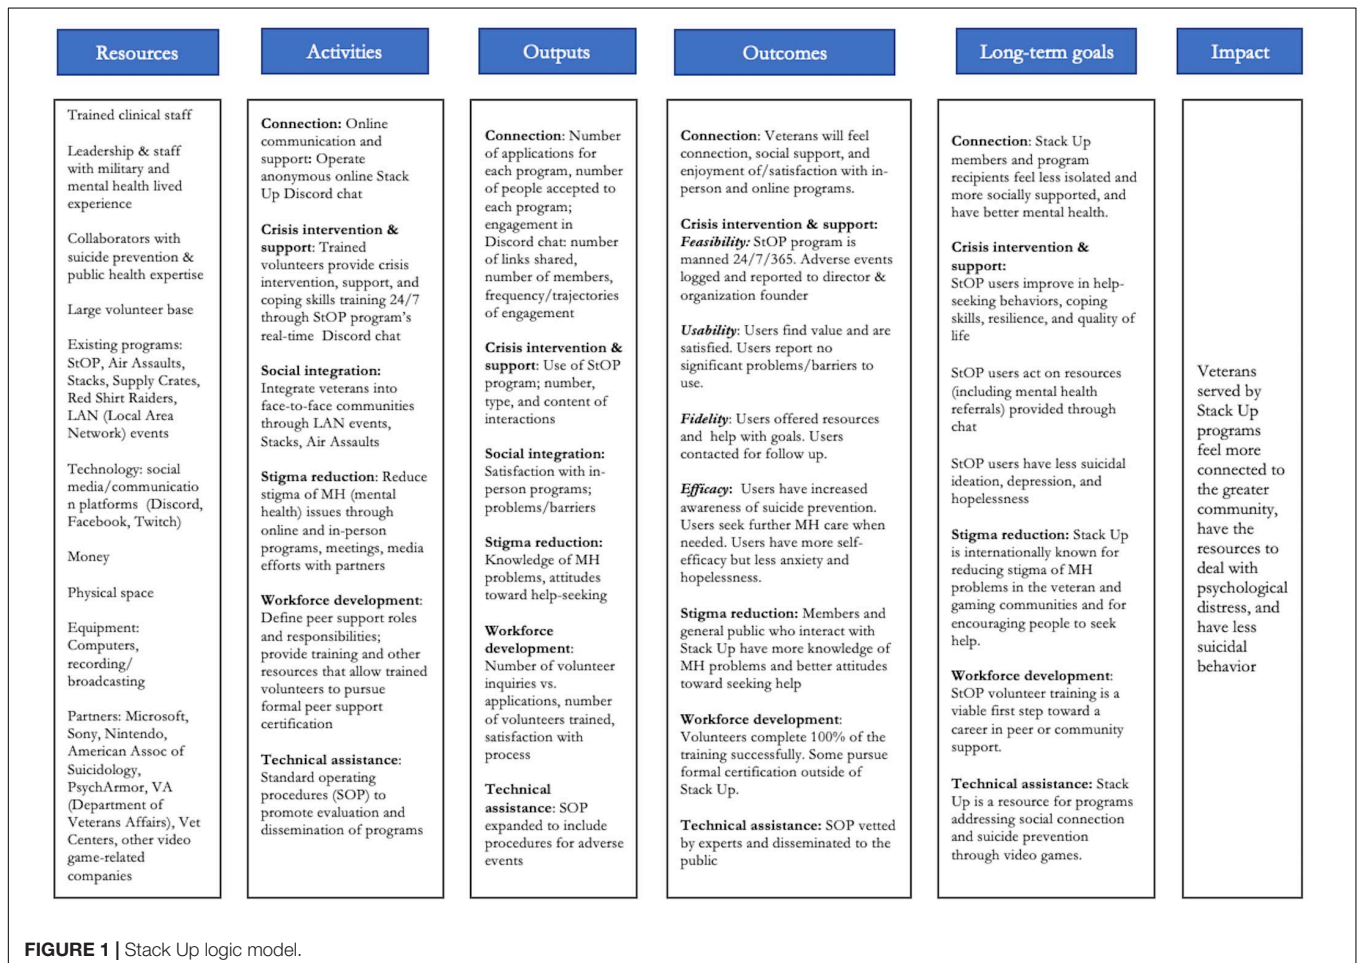 Resources
Activities
Outputs
Outcomes
Long-term goals
Impact
Trained clinical staff
Leadership & staff
with military and
mental health lived
experience
Collaborators with
suicide prevention &
public health expertise
Large volunteer base
Existing programs:
StOP, Air Assaults,
Stacks, Supply Crates,
Red Shirt Raiders,
LAN (Local Area
Network) events
Technology: social
media/communicatio
n platforms (Discord,
Facebook, Twitch)
Money
Physical space
Equipment:
Computers,
recording/
broadcasting
Partners: Microsoft,
Sony, Nintendo,
American Assoc of
Suicidology,
PsychArmor, VA
(Department of
Veterans Affairs), Vet
Centers, other video
game-related
companies
Connection: Online
communication and
support: Operate
anonymous online Stack
Up Discord chat
Crisis intervention &
support: Trained
volunteers provide crisis
intervention, support, and
coping skills training 24/7
through StOP program's
real-time Discord chat
Social integration:
Integrate veterans into
face-to-face communities
through LAN events,
Stacks, Air Assaults
Stigma reduction: Reduce
stigma of MH (mental
health) issues through
online and in-person
programs, meetings, media
efforts with partners
Workforce development:
Define peer support roles
and responsibilities;
provide training and other
resources that allow trained
volunteers to pursue
formal peer support
certification
Technical assistance:
Standard operating
procedures (SOP) to
promote evaluation and
dissemination of programs
Connection: Number
of applications for
each program, number
of people accepted to
each program;
engagement in
Discord chat: number
of links shared,
number of members,
frequency/trajectories
of engagement
Crisis intervention &
support: Use of StOP
program; number,
type, and content of
interactions
Social integration:
Satisfaction with in-
person programs;
problems/barriers
Stigma reduction:
Knowledge of MH
problems, attitudes
toward help-seeking
Workforce
development:
Number of volunteer
inquiries vs.
applications, number
of volunteers trained,
satisfaction with
process
Technical
assistance: SOP
expanded to include
procedures for adverse
events
Connection: Veterans will feel
connection, social support, and
enjoyment of/satisfaction with in-
person and online programs.
Crisis intervention & support:
Feasibility: StOP program is
manned 24/7/365. Adverse events
logged and reported to director &
organization founder
Usability: Users find value and are
satisfied. Users report no
significant problems/barriers to
use.
Fidelity: Users offered resources
and help with goals. Users
contacted for follow up.
Efficacy: Users have increased
awareness of suicide prevention.
Users seek further MH care when
needed. Users have more self-
efficacy but less anxiety and
hopelessness.
Stigma reduction: Members and
general public who interact with
Stack Up have more knowledge of
MH problems and better attitudes
toward seeking help
Workforce development:
Volunteers complete 100% of the
training successfully. Some pursue
formal certification outside of
Stack Up.
Technical assistance: SOP vetted
by experts and disseminated to the
public
Connection: Stack Up
members and program
recipients feel less isolated and
more socially supported, and
have better mental health.
Crisis intervention &
support:
StOP users improve in help-
seeking behaviors, coping
skills, resilience, and quality of
life
StOP users act on resources
(including mental health
referrals) provided through
chat
StOP users have less suicidal
ideation, depression, and
hopelessness
Stigma reduction: Stack Up
is internationally known for
reducing stigma of MH
problems in the veteran and
gaming communities and for
encouraging people to seek
help.
Workforce development:
StOP volunteer training is a
viable first step toward a
career in peer or community
support.
Technical assistance: Stack
Up is a resource for programs
addressing social connection
and suicide prevention
through video games.
Veterans
served by
Stack Up
programs
feel more
connected to
the greater
community,
have the
resources to
deal with
psychological
distress, and
have less
suicidal
behavior
FIGURE 1 | Stack Up logic model.